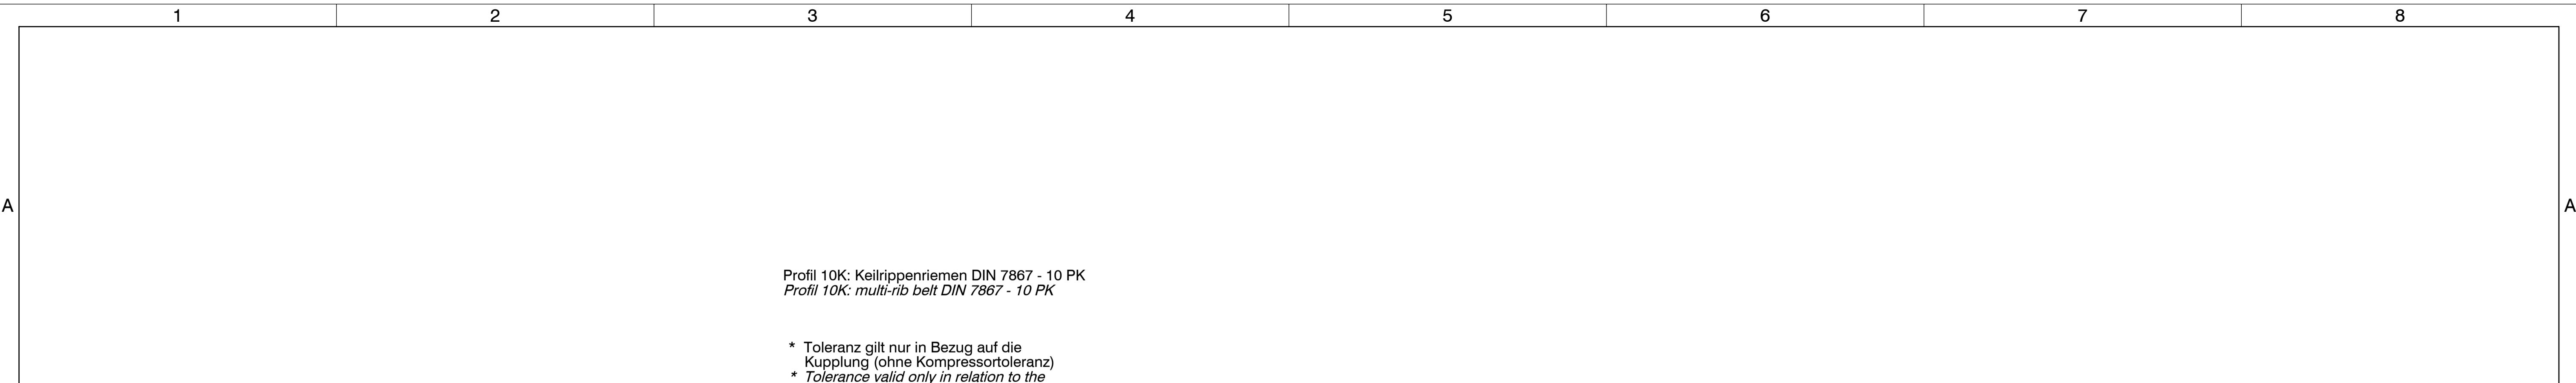 1 2 3 4 5 6 7 8
A A
Profil 10K: Keilrippenriemen DIN 7867 - 10 PK
Profil 10K: multi-rib belt DIN 7867 - 10 PK
* Toleranz gilt nur in Bezug auf die
Kupplung (ohne Kompressortoleranz)
* Tolerance valid only in relation to the